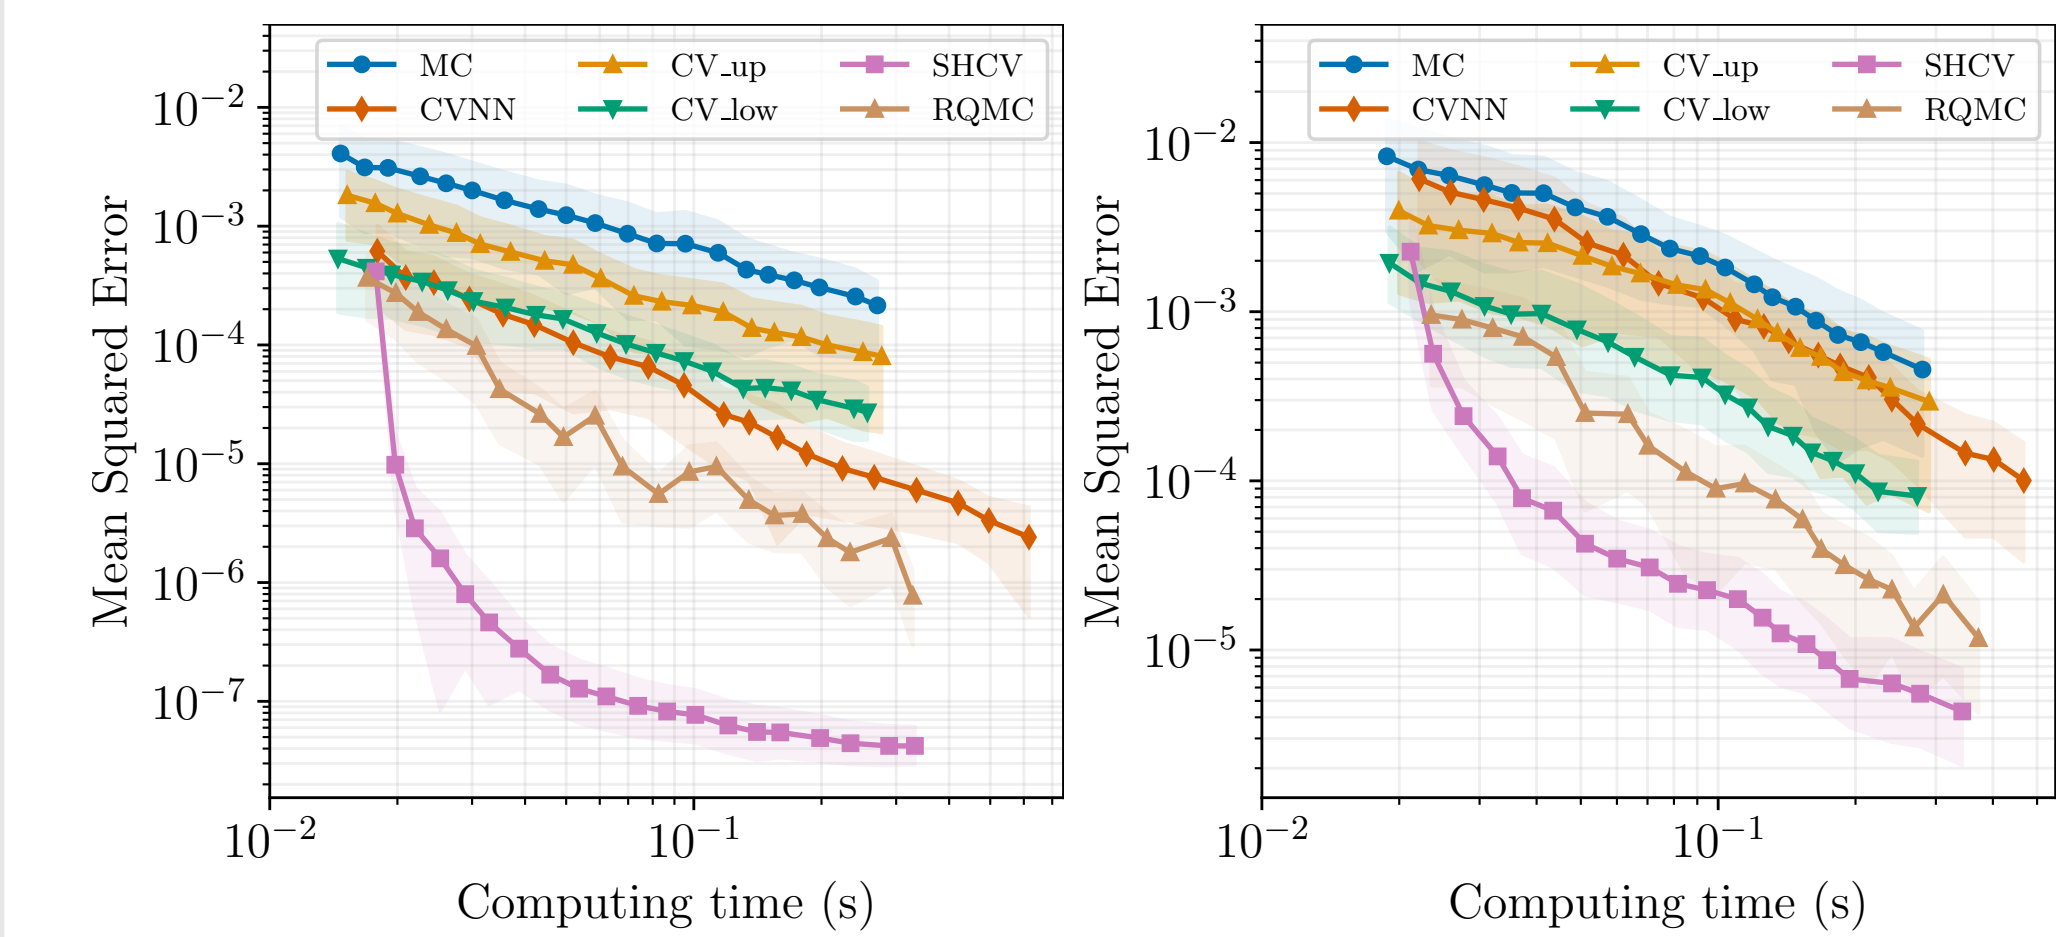 MC CV_up SHCV
CVNN CV_low RQMC
10⁻²
10⁻³
10⁻⁴
10⁻⁵
10⁻⁶
10⁻⁷
Mean Squared Error
10⁻² 10⁻¹
Computing time (s)
MC CV_up SHCV
CVNN CV_low RQMC
10⁻²
10⁻³
10⁻⁴
10⁻⁵
Mean Squared Error
10⁻² 10⁻¹
Computing time (s)